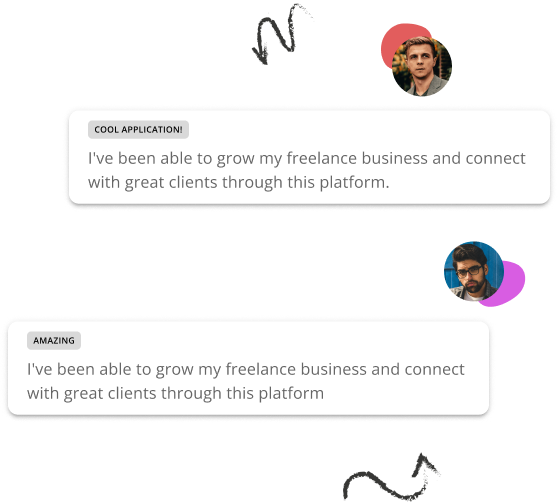 COOL APPLICATION!
I've been able to grow my freelance business and connect
with great clients through this platform.
AMAZING
I've been able to grow my freelance business and connect
with great clients through this platform